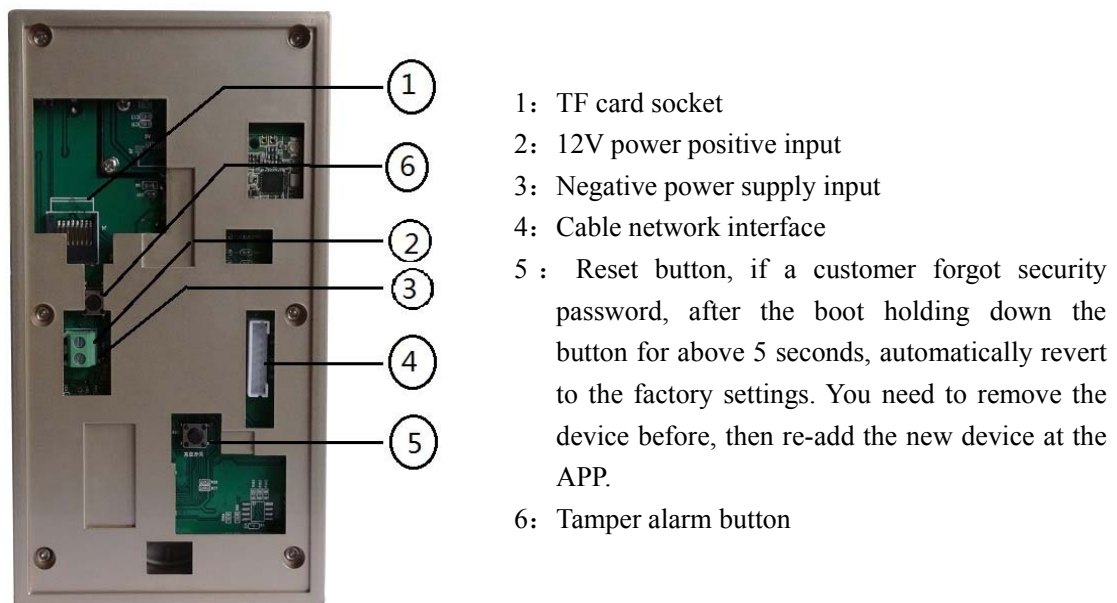 1
6
2
3
4
5
1：TF card socket
2：12V power positive input
3：Negative power supply input
4：Cable network interface
5： Reset button, if a customer forgot security
password, after the boot holding down the
button for above 5 seconds, automatically revert
to the factory settings. You need to remove the
device before, then re-add the new device at the
APP.
6：Tamper alarm button